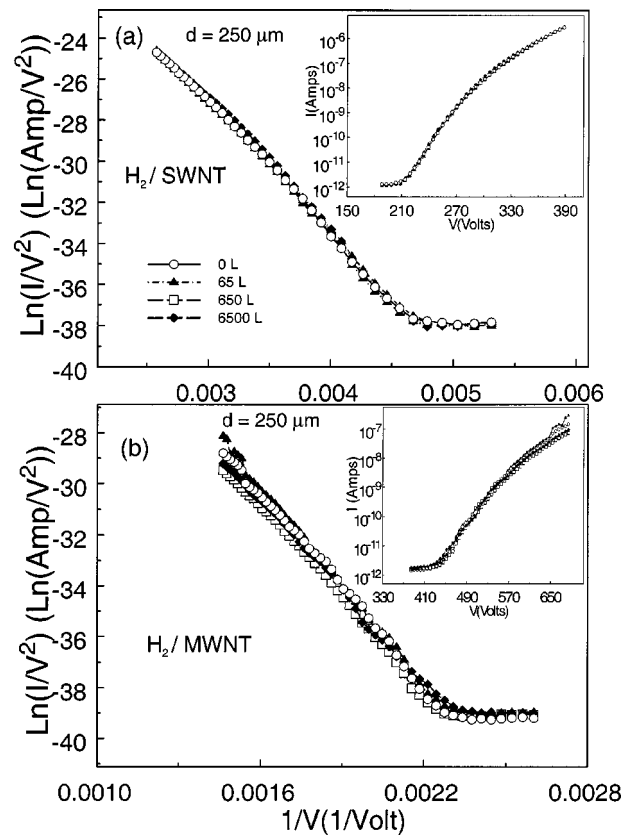 (a) d = 250 μm
Ln(I/V²) (Ln(Amp/V²))
-24
-26
-28
-30
-32
-34
-36
-38
-40
H₂ / SWNT
0 L
65 L
650 L
6500 L
I(Amps)
10⁻⁶
10⁻⁷
10⁻⁸
10⁻⁹
10⁻¹⁰
10⁻¹¹
10⁻¹²
150 210 270 330 390
V(Volts)
0.003 0.004 0.005 0.006
(b) d = 250 μm
Ln(I/V²) (Ln(Amp/V²))
-28
-30
-32
-34
-36
-38
-40
H₂ / MWNT
I (Amps)
10⁻⁷
10⁻⁸
10⁻⁹
10⁻¹⁰
10⁻¹¹
10⁻¹²
330 410 490 570 650
V(Volts)
0.0010 0.0016 0.0022 0.0028
1/V(1/Volt)